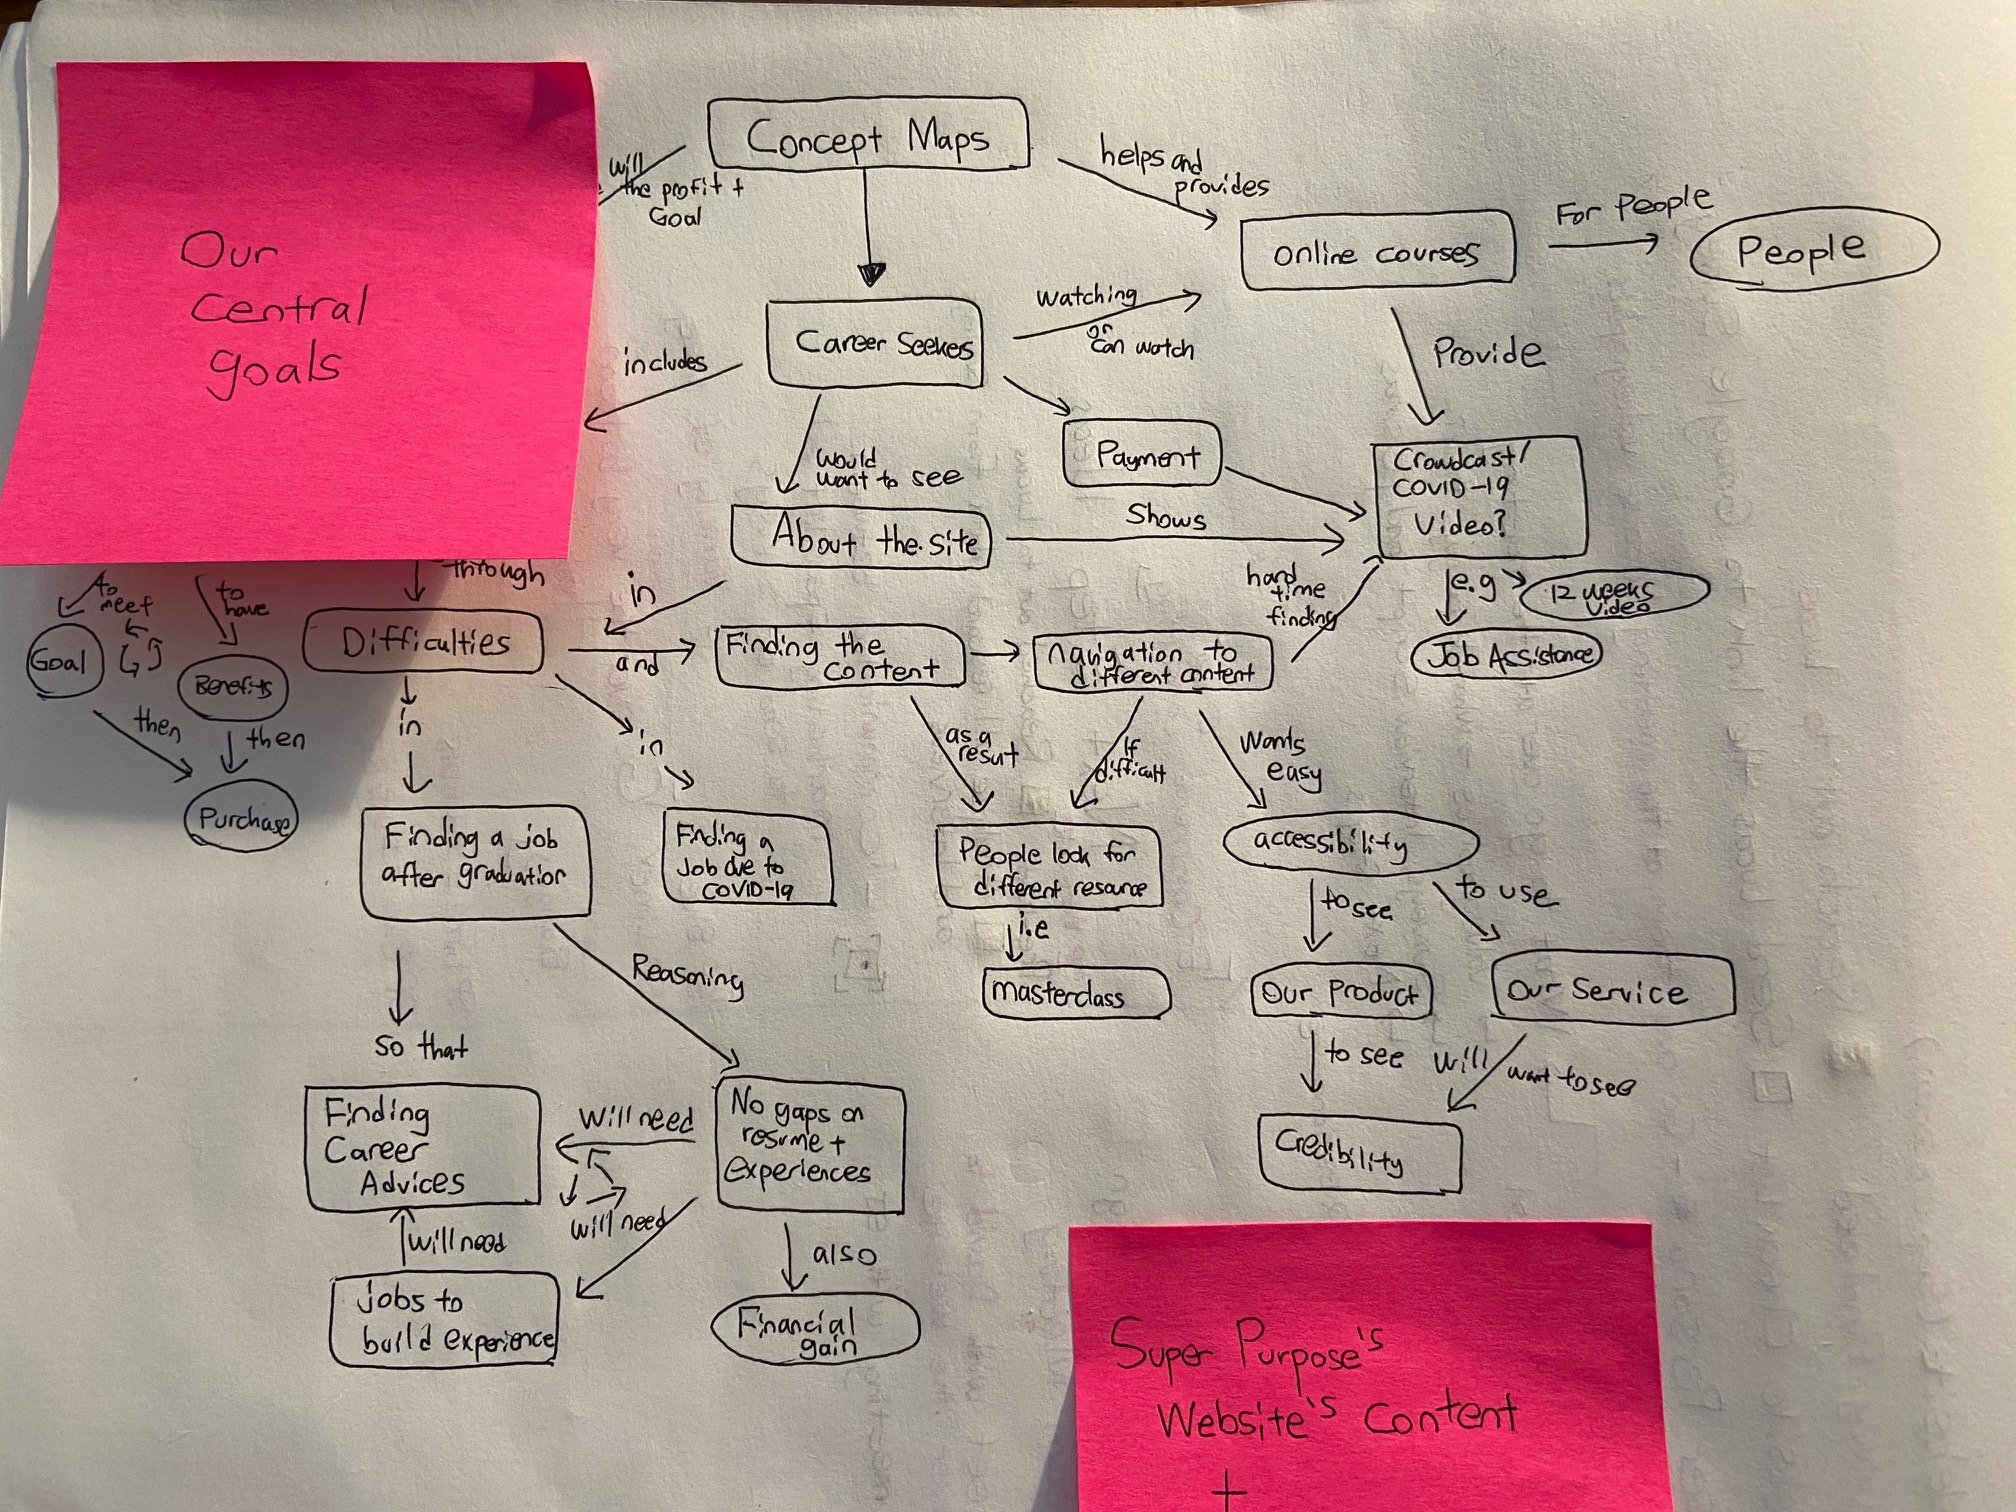 Concept Maps
will
the profit +
Goal
helps and
provides
Our
central
goals
online courses
For People
People
Career Seekers
watching
or
can watch
includes
Provide
Payment
would
want to see
Crowdcast/
COVID-19
Video?
About the site
Shows
through
to
meet
to
have
in
hard
time
finding
e.g
12 weeks
Video
Goal
Benefits
Difficulties
and
Finding the
content
navigation to
different content
Job Assistance
then
then
in
in
as a
result
If
difficult
Wants
easy
Purchase
Finding a job
after graduation
Finding a
Job due to
COVID-19
People look for
different resource
accessibility
i.e
to see
to use
Reasoning
masterclass
Our Product
Our Service
so that
to see
will
want to see
Finding
Career
Advices
will need
No gaps on
resume +
experiences
Credibility
will need
will need
also
Jobs to
build experience
Financial
gain
Super Purpose's
Website's Content
+